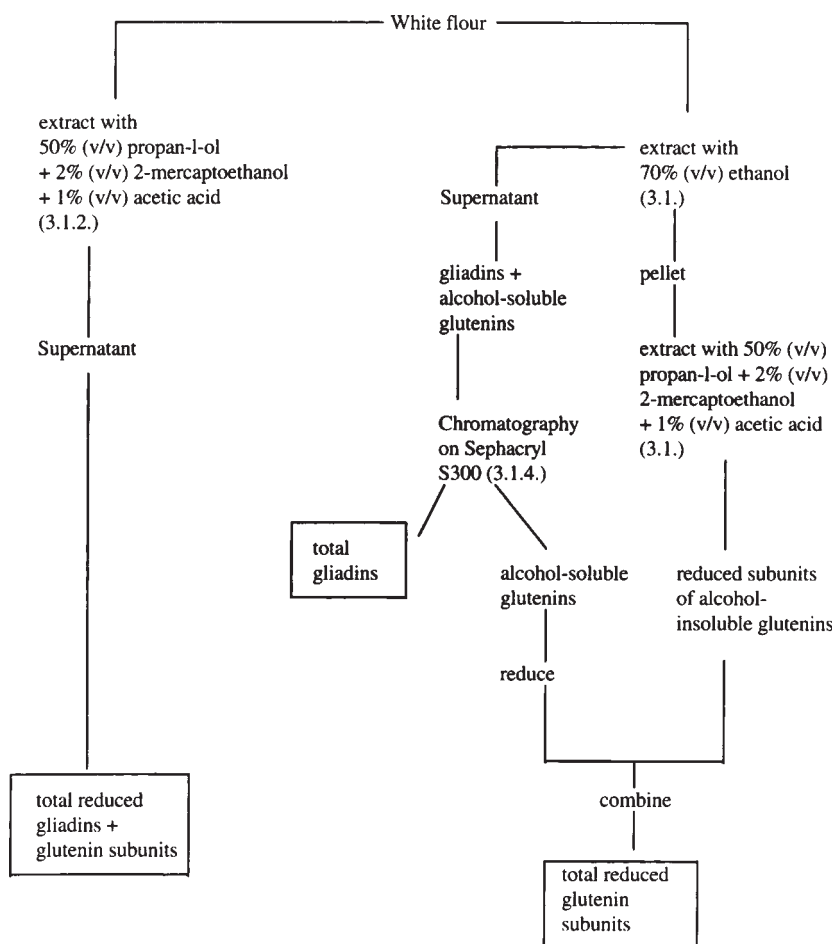 White flour
extract with
50% (v/v) propan-l-ol
+ 2% (v/v) 2-mercaptoethanol
+ 1% (v/v) acetic acid
(3.1.2.)
Supernatant
total reduced
gliadins +
glutenin subunits
extract with
70% (v/v) ethanol
(3.1.)
Supernatant
gliadins +
alcohol-soluble
glutenins
Chromatography
on Sephacryl
S300 (3.1.4.)
total
gliadins
alcohol-soluble
glutenins
reduce
pellet
extract with 50% (v/v)
propan-l-ol + 2% (v/v)
2-mercaptoethanol
+ 1% (v/v) acetic acid
(3.1.)
reduced subunits
of alcohol-
insoluble glutenins
combine
total reduced
glutenin
subunits